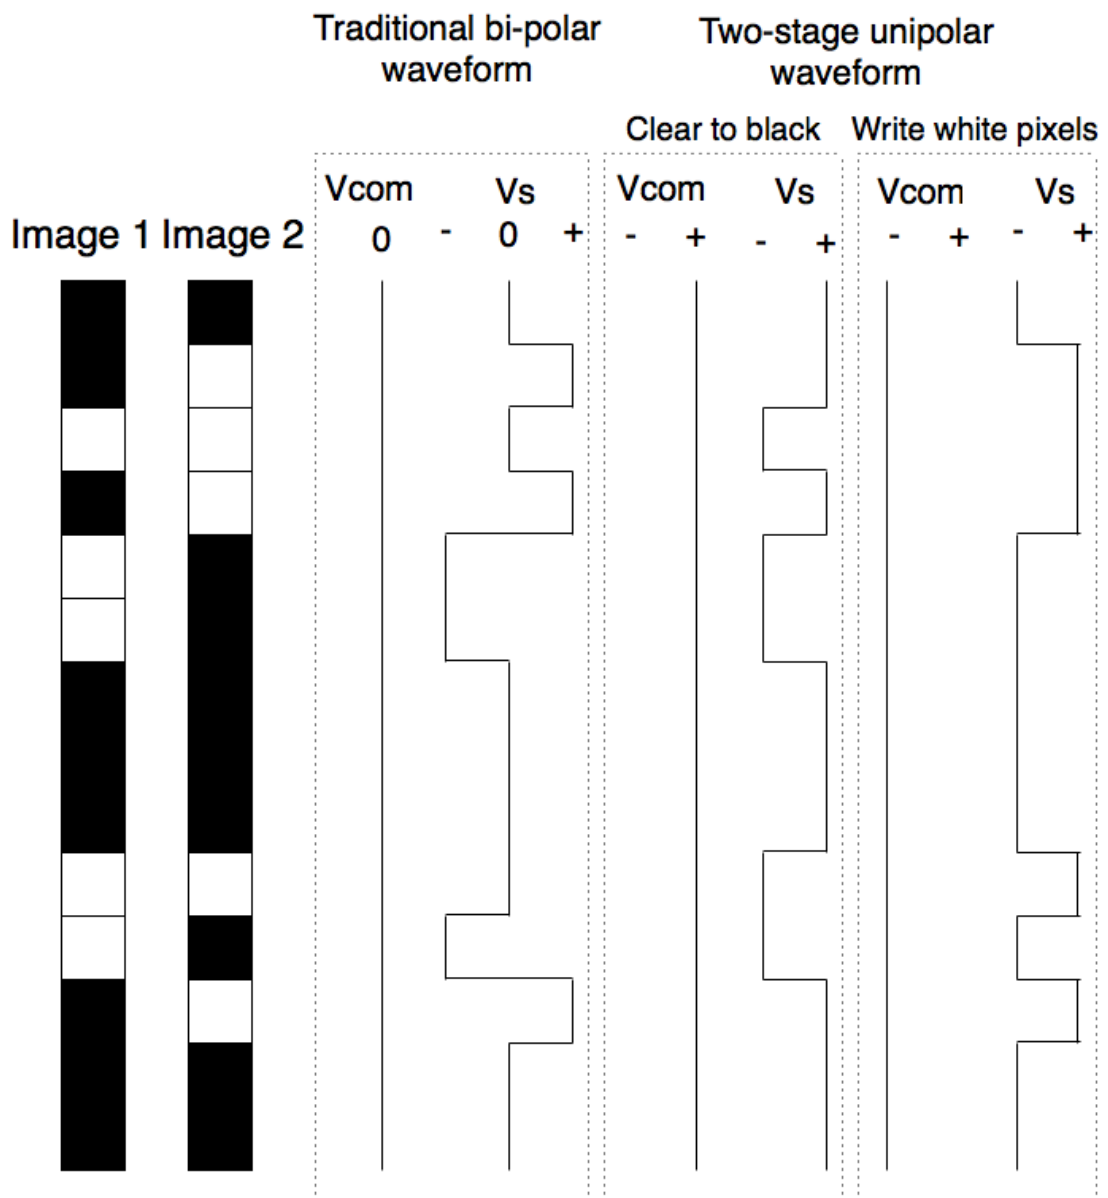 Traditional bi-polar
waveform
Two-stage unipolar
waveform
Clear to black
Write white pixels
Image 1
Image 2
Vcom
0
Vs
- 0 +
Vcom
- +
Vs
- +
Vcom
- +
Vs
- +